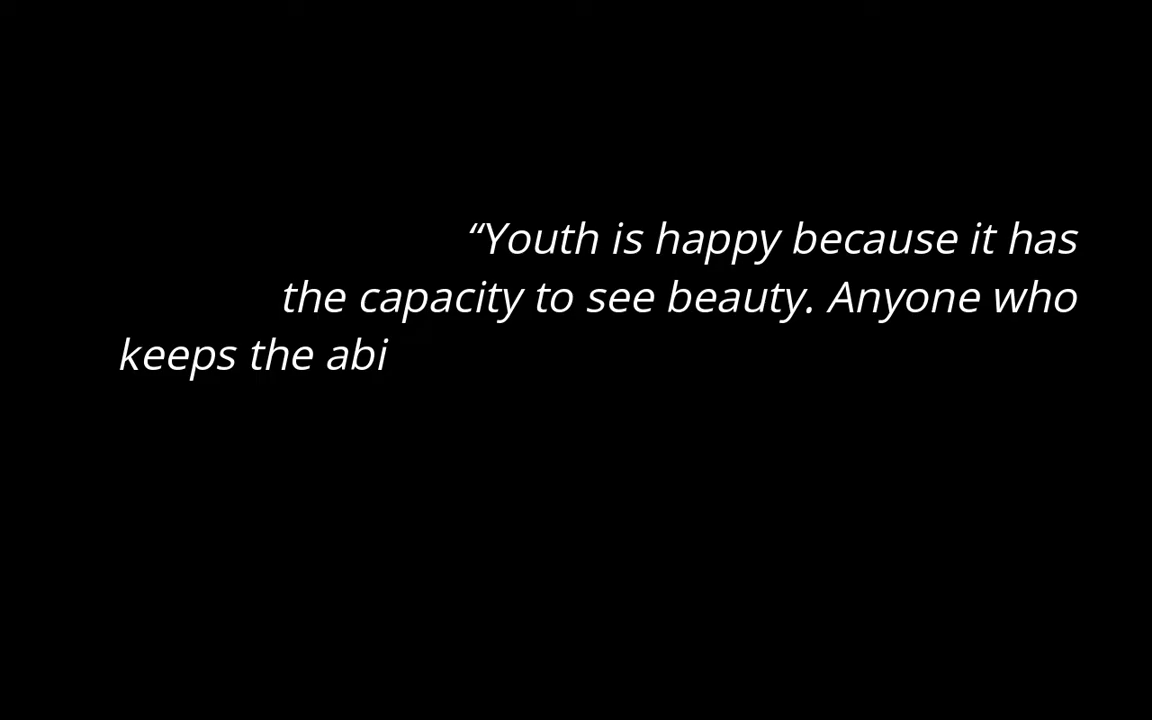 “Youth is happy because it has
the capacity to see beauty. Anyone who
keeps the abi